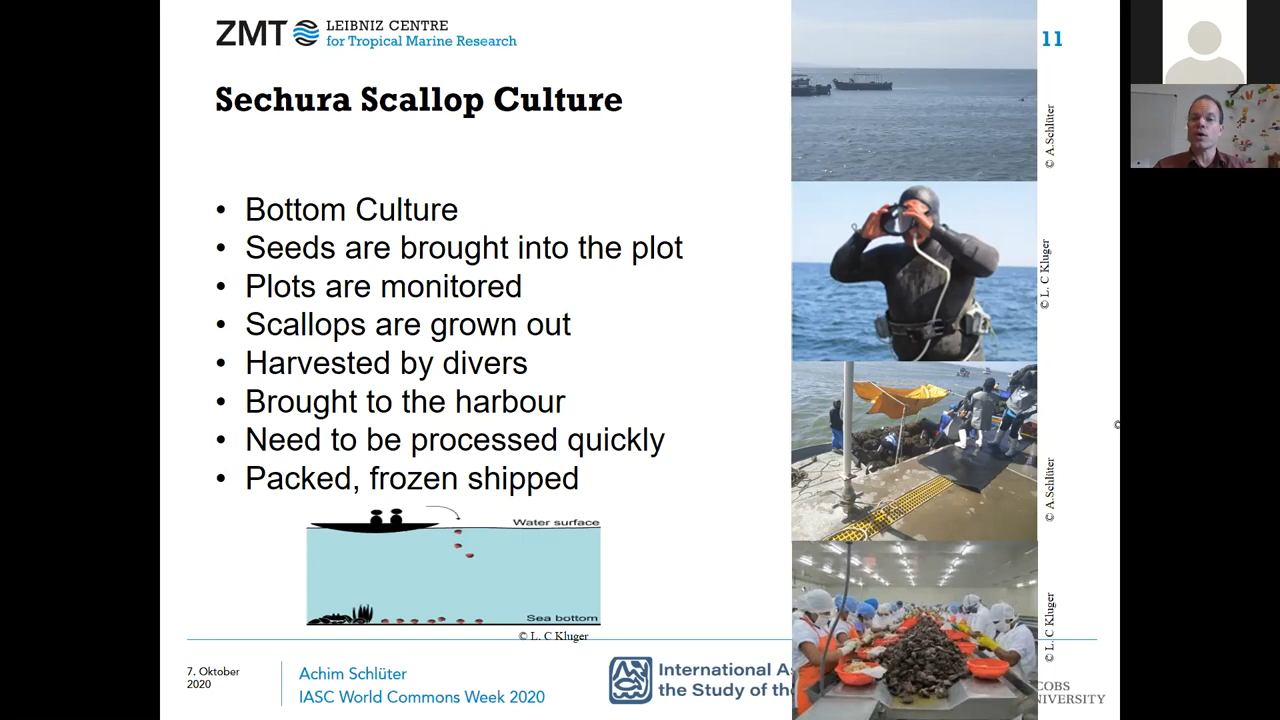 ZMT
LEIBNIZ CENTRE
for Tropical Marine Research
11
Sechura Scallop Culture
© A.Schlüter
• Bottom Culture
• Seeds are brought into the plot
• Plots are monitored
• Scallops are grown out
• Harvested by divers
• Brought to the harbour
• Need to be processed quickly
• Packed, frozen shipped
© L. C Kluger
© A.Schlüter
© L. C Kluger
Water surface
Sea bottom
© L. C Kluger
7. Oktober
2020
Achim Schlüter
IASC World Commons Week 2020
International As
the Study of the
COBS
UNIVERSITY
©